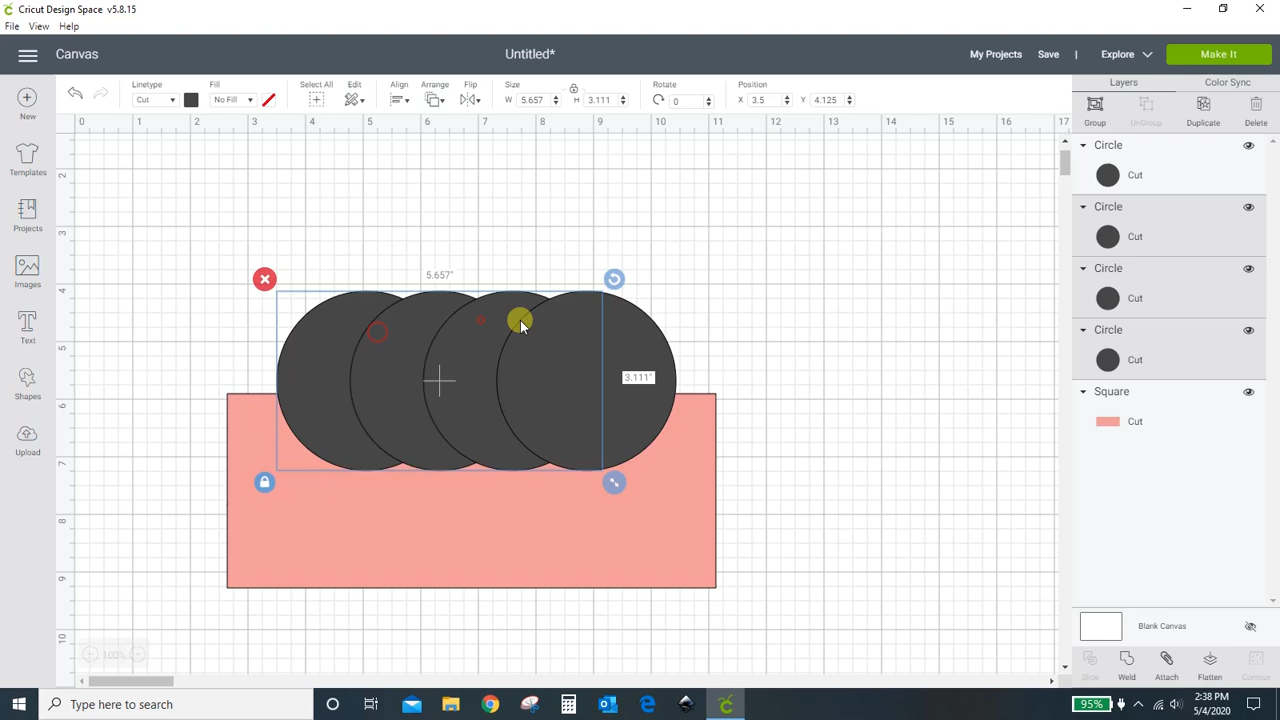 Cricut Design Space v5.8.15
File View Help
Canvas
Untitled*
My Projects Save | Explore Make It
Linetype Fill Select All Edit Align Arrange Flip Size Rotate Position
Cut No Fill W 5.657 H 3.111 0 X 3.5 Y 4.125
Layers Color Sync
Group UnGroup Duplicate Delete
0 1 2 3 4 5 6 7 8 9 10 11 12 13 14 15 16 17
2
3
4
5
6
7
8
9
10
New
Templates
Projects
Images
Text
Shapes
Upload
5.657"
3.111"
100%
Circle
Cut
Circle
Cut
Circle
Cut
Circle
Cut
Square
Cut
Blank Canvas
Slice Weld Attach Flatten Contour
Type here to search
95%
2:38 PM
5/4/2020